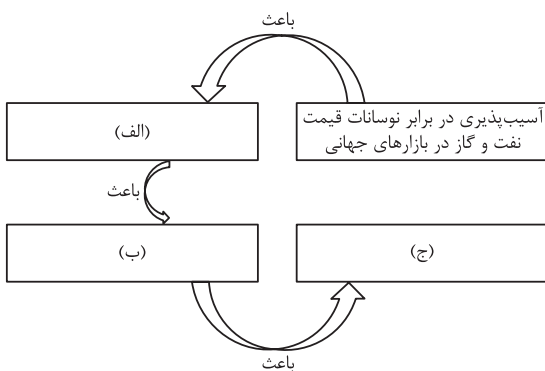 باعث
آسیب‌پذیری در برابر نوسانات قیمت
نفت و گاز در بازارهای جهانی
(الف)
باعث
(ب)
(ج)
باعث